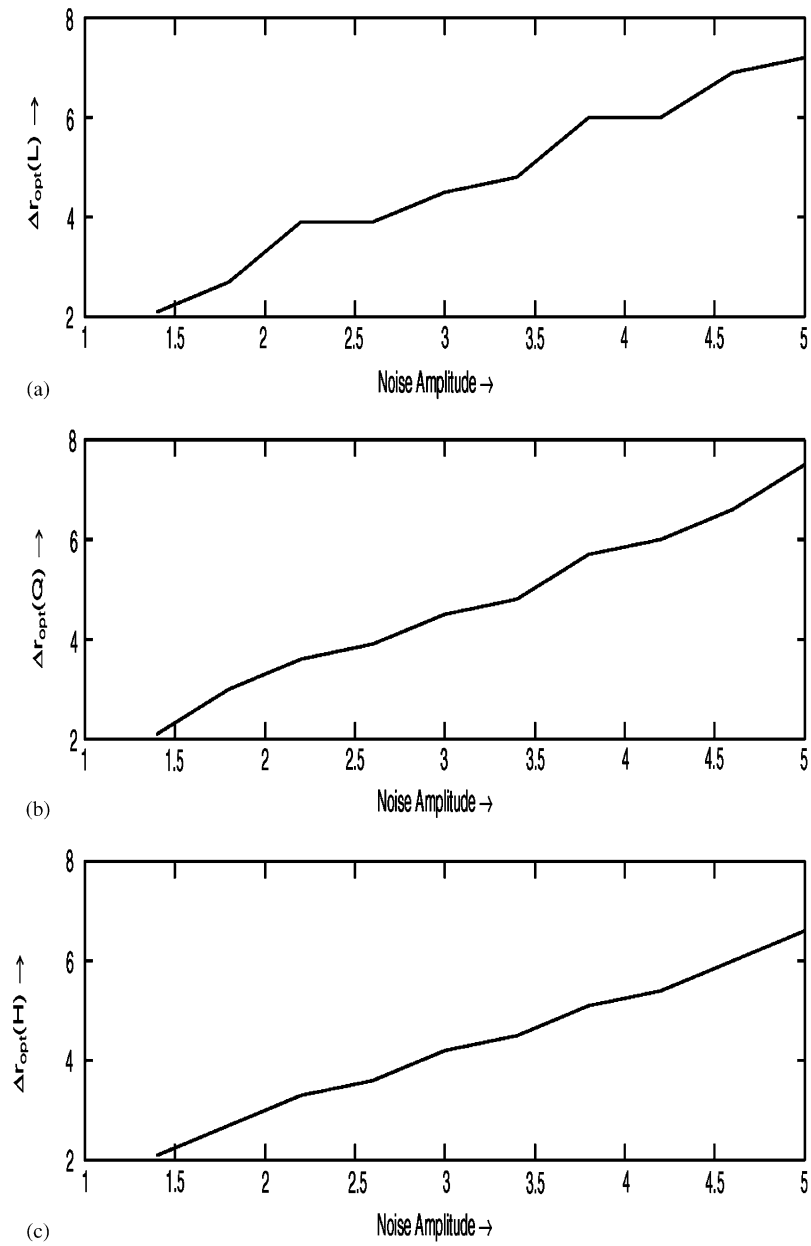 8
6
4
2
Δr_opt(L) →
1 1.5 2 2.5 3 3.5 4 4.5 5
Noise Amplitude →
(a)
8
6
4
2
Δr_opt(Q) →
1 1.5 2 2.5 3 3.5 4 4.5 5
Noise Amplitude →
(b)
8
6
4
2
Δr_opt(H) →
1 1.5 2 2.5 3 3.5 4 4.5 5
Noise Amplitude →
(c)